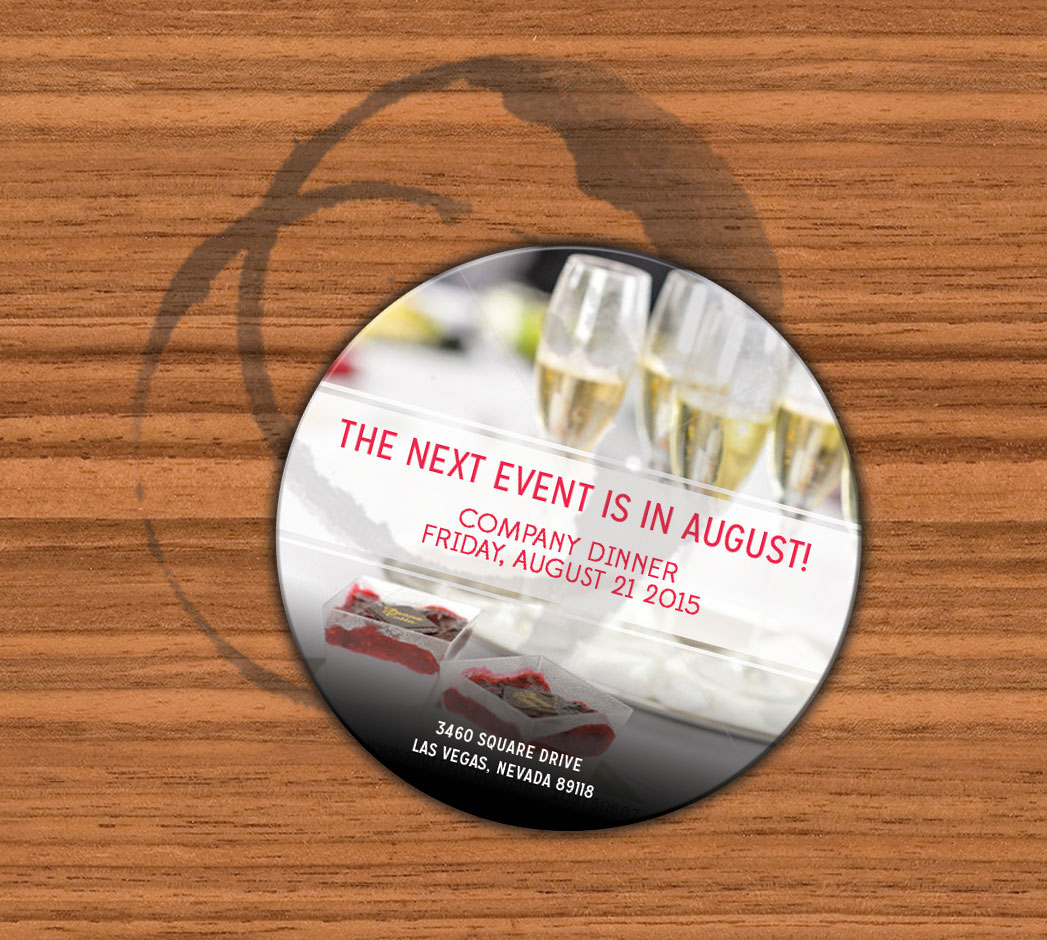 THE NEXT EVENT IS IN AUGUST!
COMPANY DINNER
FRIDAY, AUGUST 21 2015
3460 SQUARE DRIVE
LAS VEGAS, NEVADA 89118